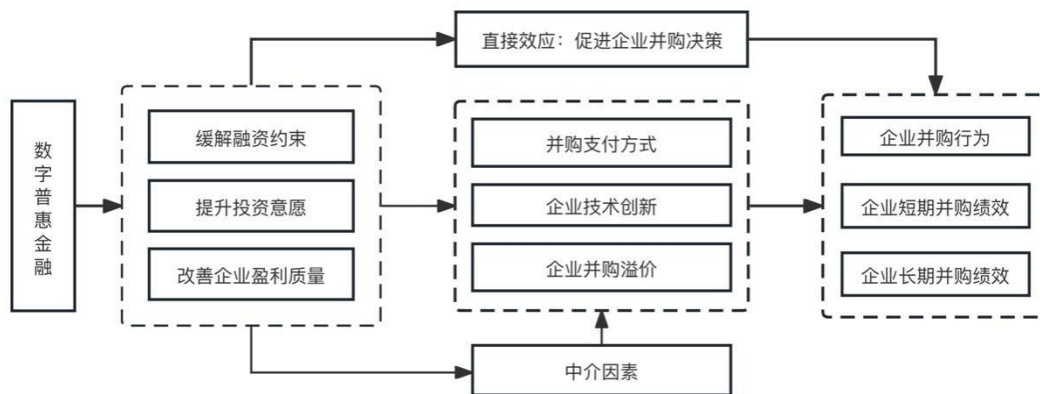 直接效应：促进企业并购决策
数字普惠金融
缓解融资约束
提升投资意愿
改善企业盈利质量
并购支付方式
企业技术创新
企业并购溢价
企业并购行为
企业短期并购绩效
企业长期并购绩效
中介因素